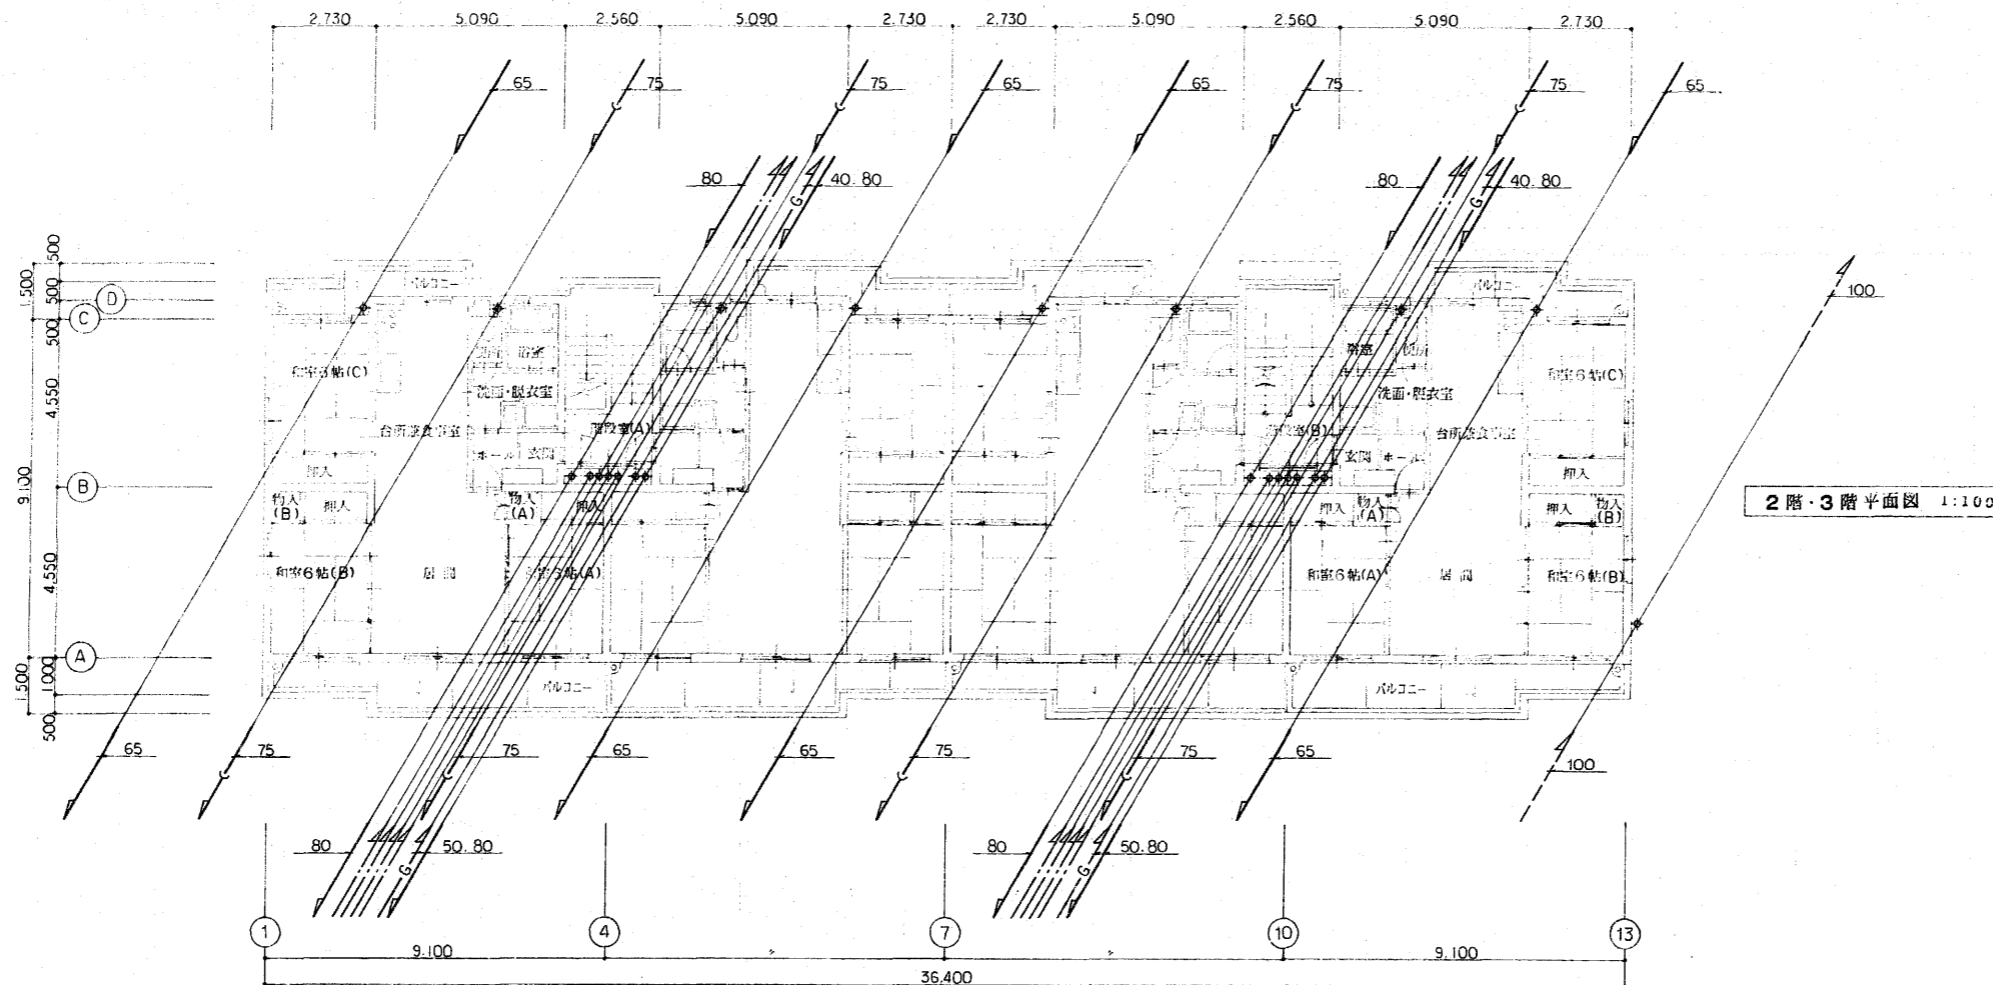 2.730 5.090 2.560 5.090 2.730 2.730 5.090 2.560 5.090 2.730
65 75 75 65 65 75 75 65
80 40.80 80 40.80
100
1.500 500 500 500
D
C
バルコニー バルコニー
浴室 浴室 便所
和室6帖(C) 和室6帖(C)
洗面・脱衣室 洗面・脱衣室
4.550
台所兼食事室 階段室(A) 階段室(B) 台所兼食事室
ホール 玄関 玄関 ホール
押入 押入
9.100
B
物入(B) 押入 物入(A) 押入 押入 物入(A) 押入 物入(B)
2階・3階平面図 1:100
4.550
和室6帖(B) 居間 和室6帖(A) 和室6帖(A) 居間 和室6帖(B)
A
1.500 1.000 500
バルコニー バルコニー
65 75 75 65 65 75 75 65 100
80 50.80 80 50.80
G G G G
1 4 7 10 13
9.100 9.100
36.400